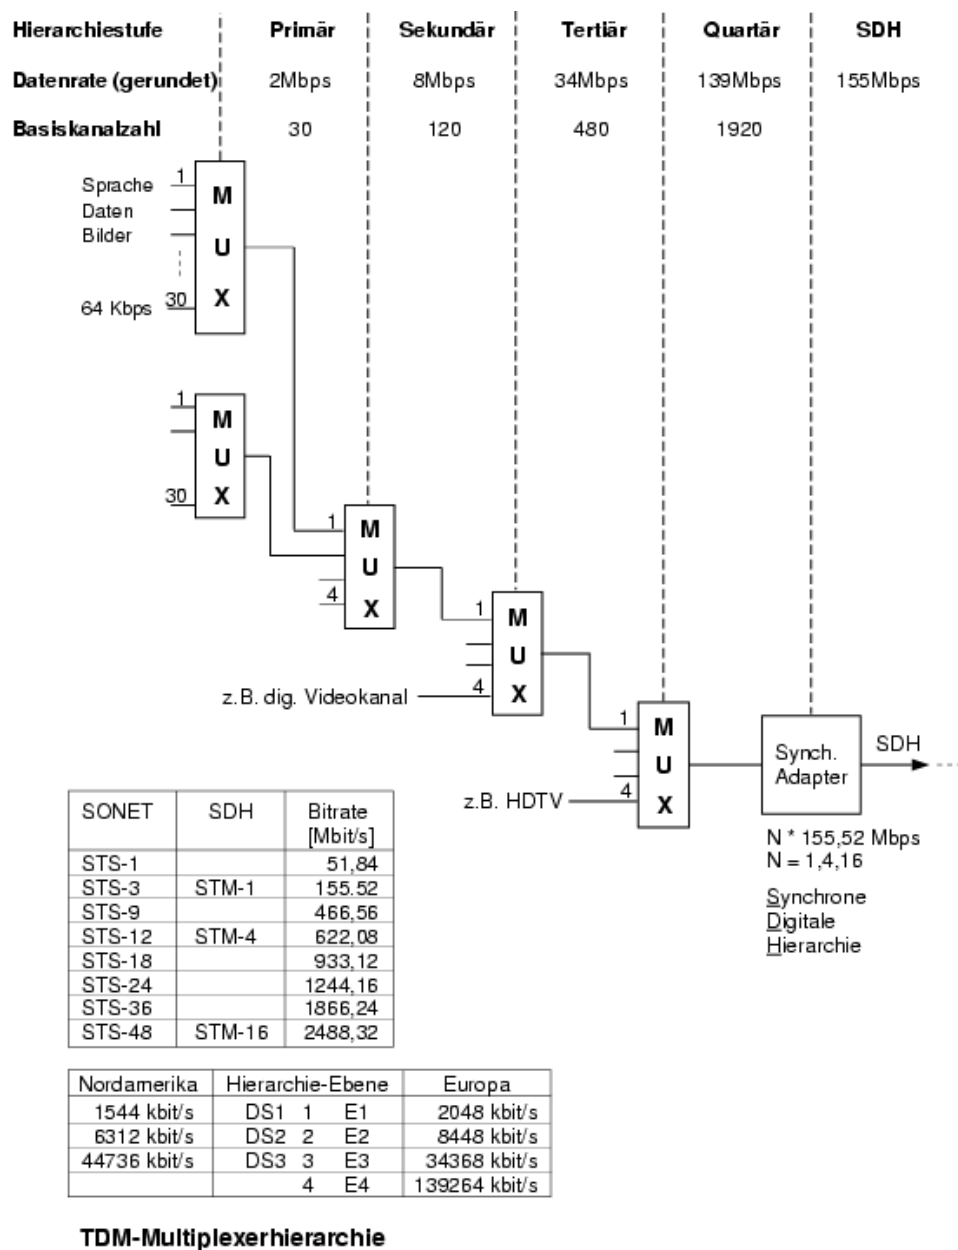 Hierarchiestufe Primär Sekundär Tertiär Quartär SDH
Datenrate (gerundet) 2Mbps 8Mbps 34Mbps 139Mbps 155Mbps
Basiskanalzahl 30 120 480 1920
Sprache 1
Daten
Bilder
64 Kbps 30
M
U
X
1
30
M
U
X
1
4
M
U
X
1
z.B. dig. Videokanal 4
M
U
X
1
z.B. HDTV 4
M
U
X
Synch.
Adapter
SDH
N * 155,52 Mbps
N = 1,4,16
Synchrone
Digitale
Hierarchie
SONET SDH Bitrate
[Mbit/s]
STS-1 51,84
STS-3 STM-1 155.52
STS-9 466,56
STS-12 STM-4 622,08
STS-18 933,12
STS-24 1244,16
STS-36 1866,24
STS-48 STM-16 2488,32
Nordamerika Hierarchie-Ebene Europa
1544 kbit/s DS1 1 E1 2048 kbit/s
6312 kbit/s DS2 2 E2 8448 kbit/s
44736 kbit/s DS3 3 E3 34368 kbit/s
4 E4 139264 kbit/s
TDM-Multiplexerhierarchie